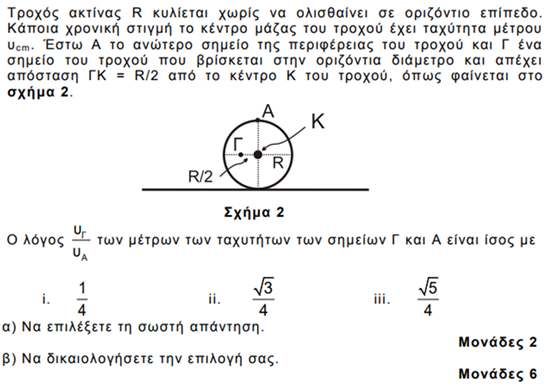 Τροχός ακτίνας R κυλίεται χωρίς να ολισθαίνει σε οριζόντιο επίπεδο.
Κάποια χρονική στιγμή το κέντρο μάζας του τροχού έχει ταχύτητα μέτρου
υcm. Έστω Α το ανώτερο σημείο της περιφέρειας του τροχού και Γ ένα
σημείο του τροχού που βρίσκεται στην οριζόντια διάμετρο και απέχει
απόσταση ΓΚ = R/2 από το κέντρο Κ του τροχού, όπως φαίνεται στο
σχήμα 2.
Α
Κ
Γ
R
R/2
Σχήμα 2
Ο λόγος υΓ/υΑ των μέτρων των ταχυτήτων των σημείων Γ και Α είναι ίσος με
i. 1/4 ii. √3/4 iii. √5/4
α) Να επιλέξετε τη σωστή απάντηση.
Μονάδες 2
β) Να δικαιολογήσετε την επιλογή σας.
Μονάδες 6